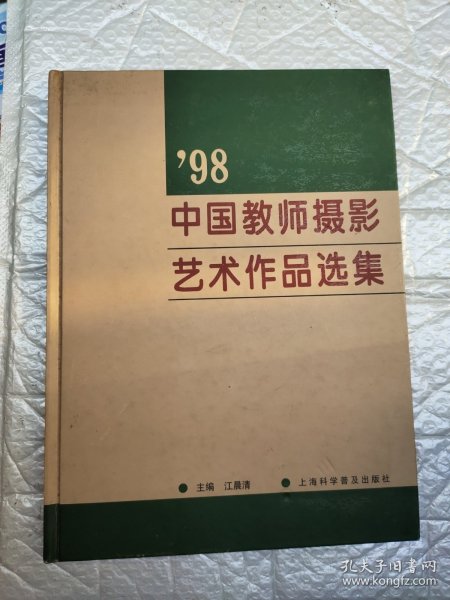 '98
中国教师摄影
艺术作品选集
主编 江晨清
上海科学普及出版社
孔夫子旧书网
www.kongfz.com